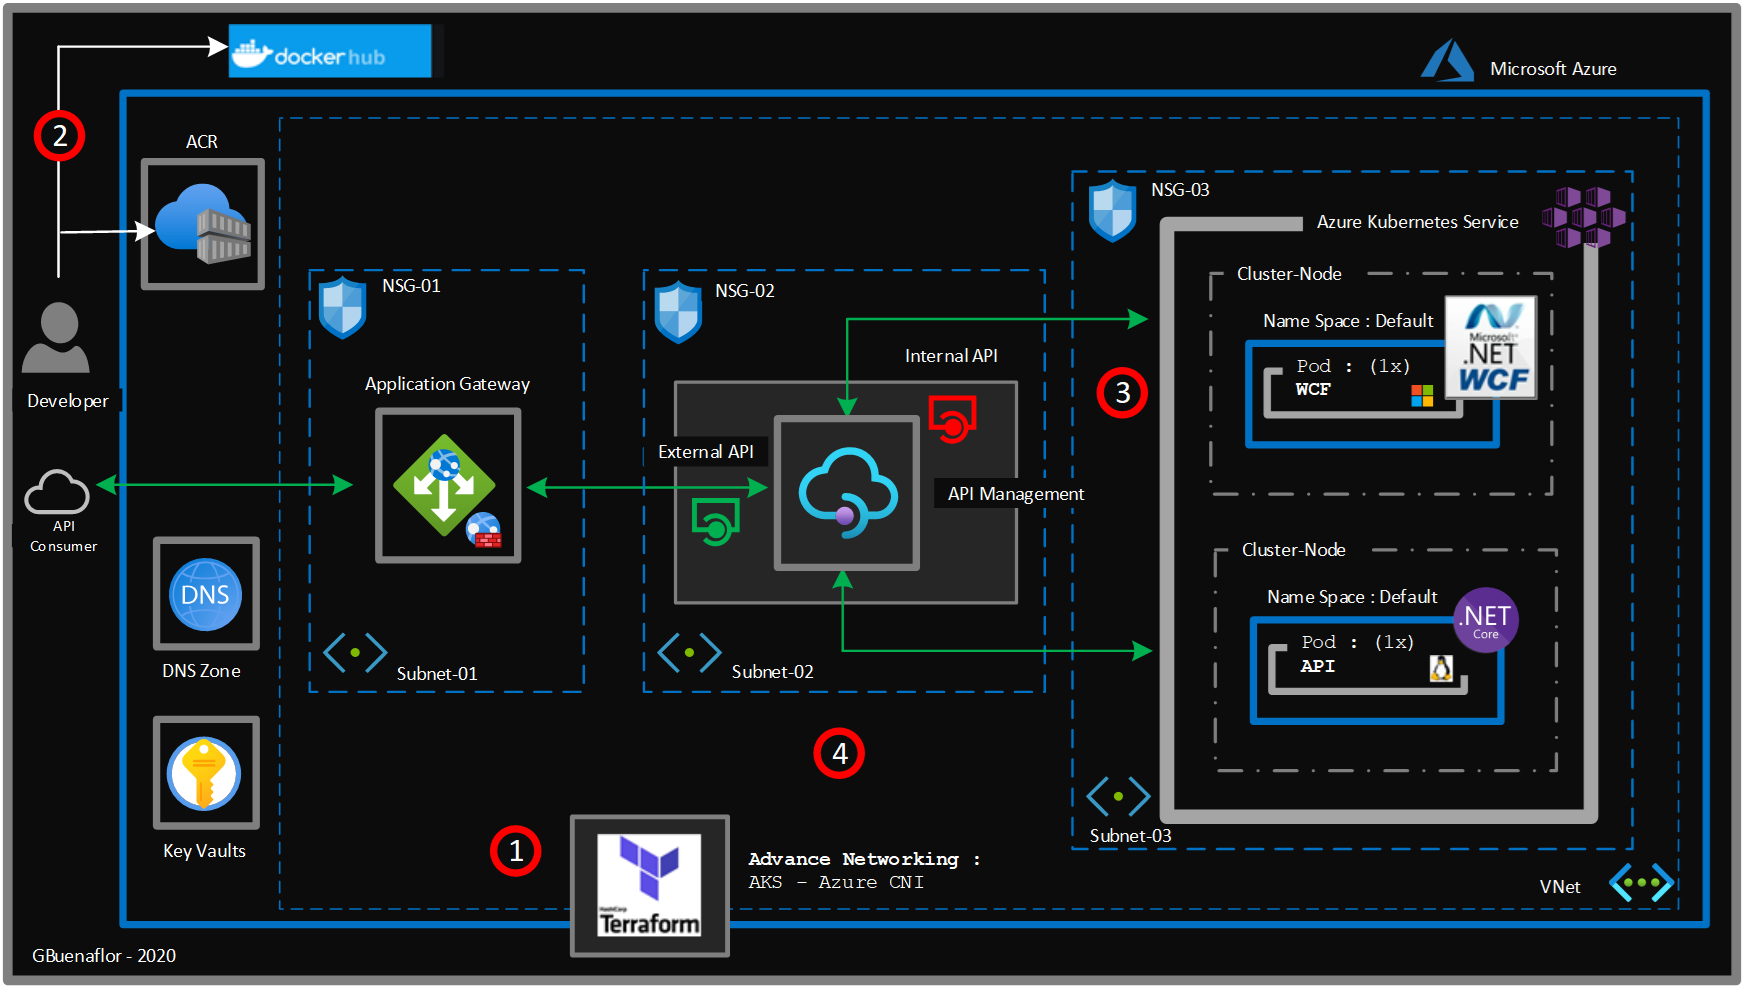 docker hub
Microsoft Azure
2
ACR
NSG-03
Azure Kubernetes Service
Cluster-Node
NSG-01
NSG-02
Name Space : Default
Microsoft
.NET
WCF
Internal API
Pod : (1x)
WCF
Application Gateway
3
Developer
External API
API Management
API
Consumer
Cluster-Node
DNS
Name Space : Default
.NET
Core
Pod : (1x)
API
DNS Zone
Subnet-01
Subnet-02
4
Subnet-03
Key Vaults
1
Advance Networking :
AKS - Azure CNI
VNet
HashiCorp
Terraform
GBuenaflor - 2020